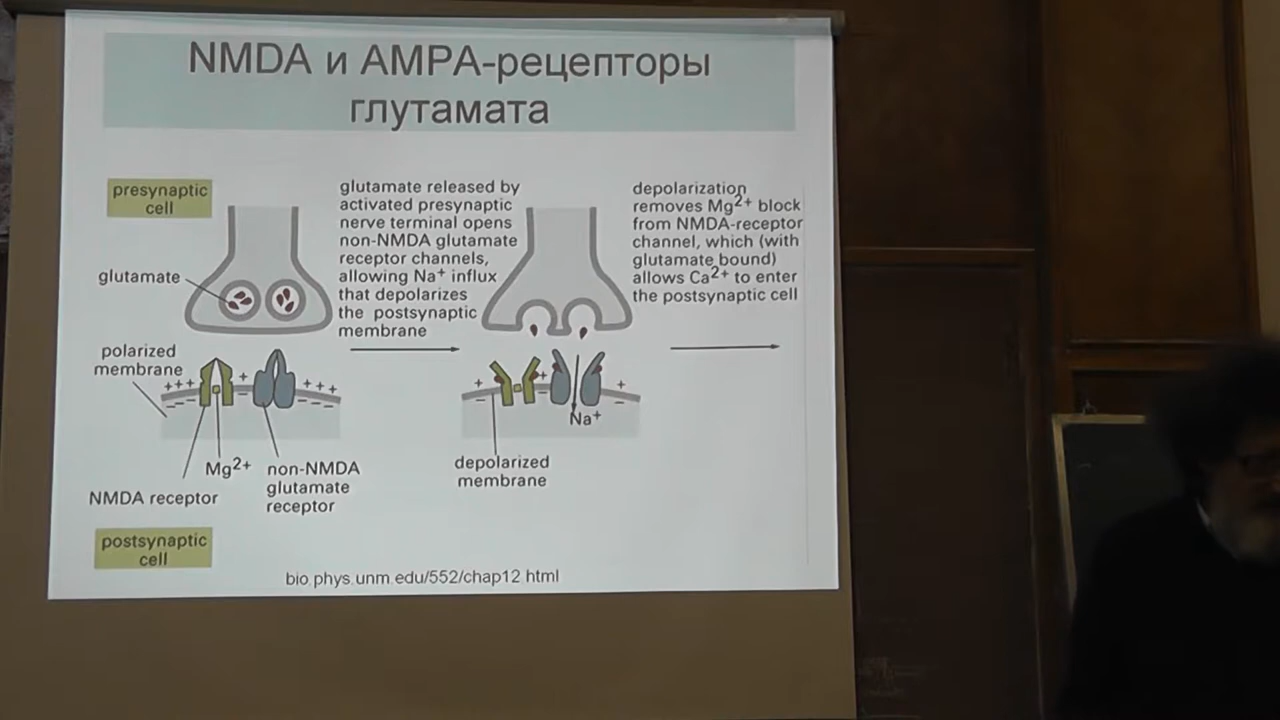 NMDA и AMPA-рецепторы
глутамата
presynaptic
cell
glutamate
glutamate released by
activated presynaptic
nerve terminal opens
non-NMDA glutamate
receptor channels,
allowing Na+ influx
that depolarizes
the postsynaptic
membrane
depolarization
removes Mg2+ block
from NMDA-receptor
channel, which (with
glutamate bound)
allows Ca2+ to enter
the postsynaptic cell
polarized
membrane
+++
+
+++
+
+
+
Na+
Mg2+
NMDA receptor
non-NMDA
glutamate
receptor
depolarized
membrane
postsynaptic
cell
bio.phys.unm.edu/552/chap12 html